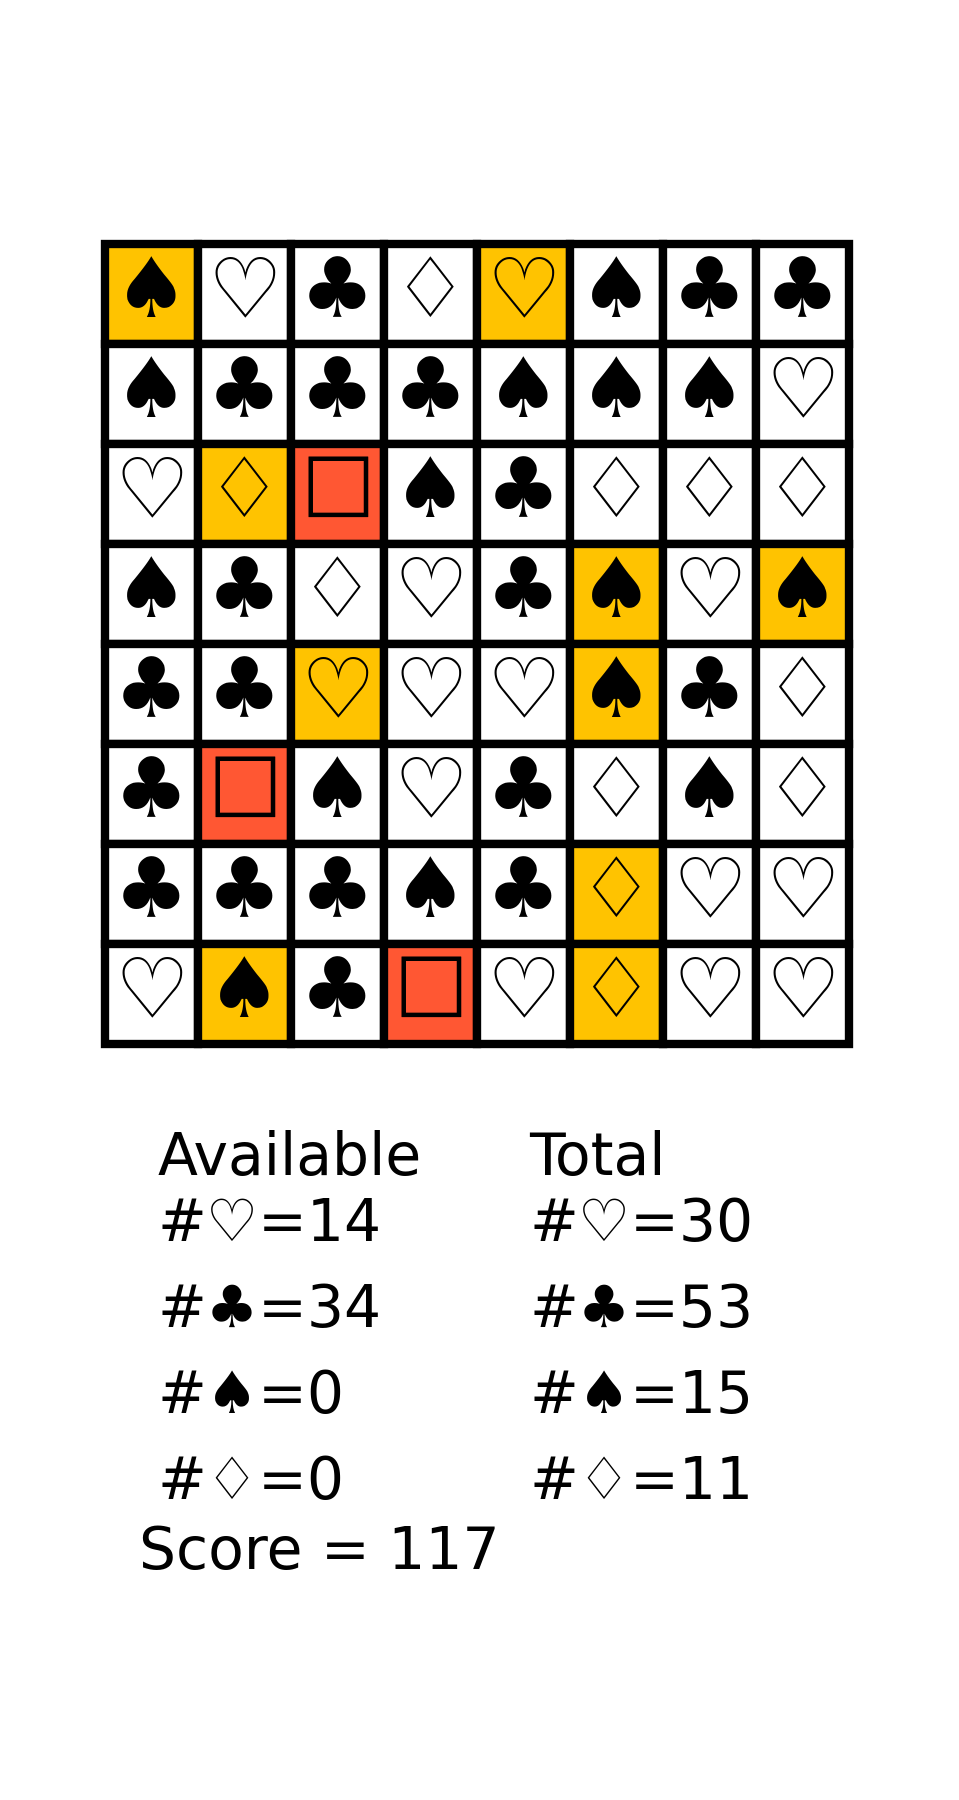 ♠ ♡ ♣ ♢ ♡ ♠ ♣ ♣
♠ ♣ ♣ ♣ ♠ ♠ ♠ ♡
♡ ♢ □ ♠ ♣ ♢ ♢ ♢
♠ ♣ ♢ ♡ ♣ ♠ ♡ ♠
♣ ♣ ♡ ♡ ♡ ♠ ♣ ♢
♣ □ ♠ ♡ ♣ ♢ ♠ ♢
♣ ♣ ♣ ♠ ♣ ♢ ♡ ♡
♡ ♠ ♣ □ ♡ ♢ ♡ ♡
Available Total
#♡=14 #♡=30
#♣=34 #♣=53
#♠=0 #♠=15
#♢=0 #♢=11
Score = 117